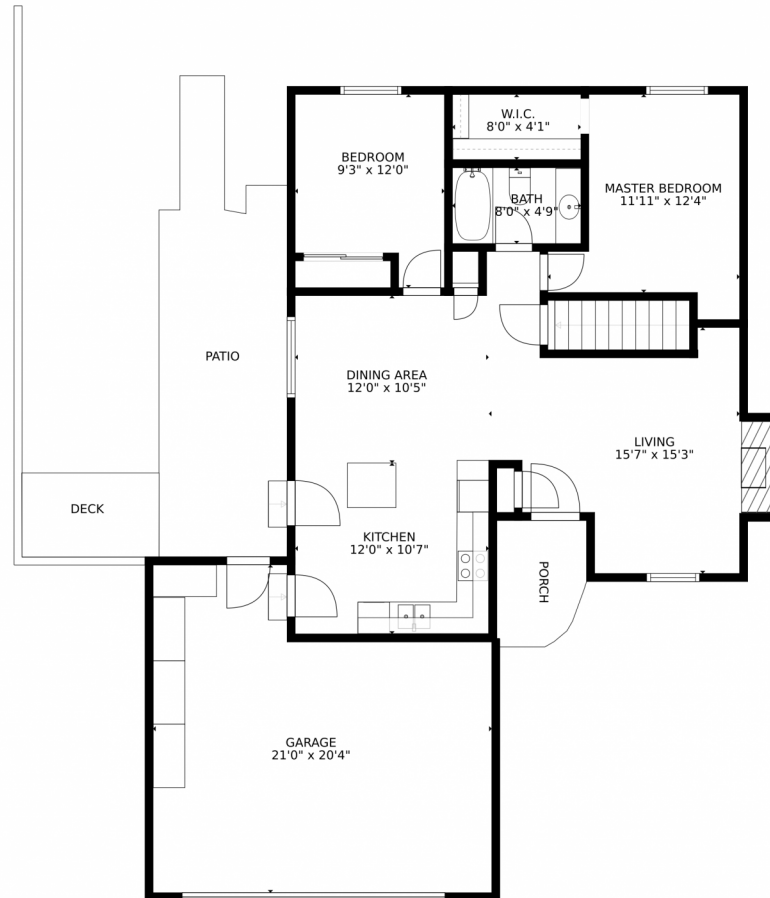 W.I.C.
8'0" x 4'1"
BEDROOM
9'3" x 12'0"
MASTER BEDROOM
11'11" x 12'4"
BATH
8'0" x 4'9"
PATIO
DINING AREA
12'0" x 10'5"
LIVING
15'7" x 15'3"
DECK
KITCHEN
12'0" x 10'7"
PORCH
GARAGE
21'0" x 20'4"